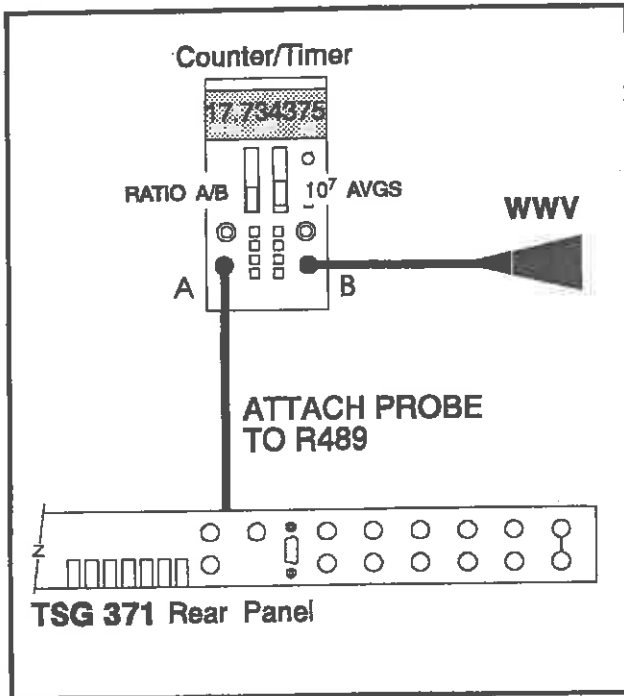 Counter/Timer
17.734375
RATIO A/B
10⁷ AVGS
WWV
A
B
ATTACH PROBE
TO R489
N
TSG 371 Rear Panel